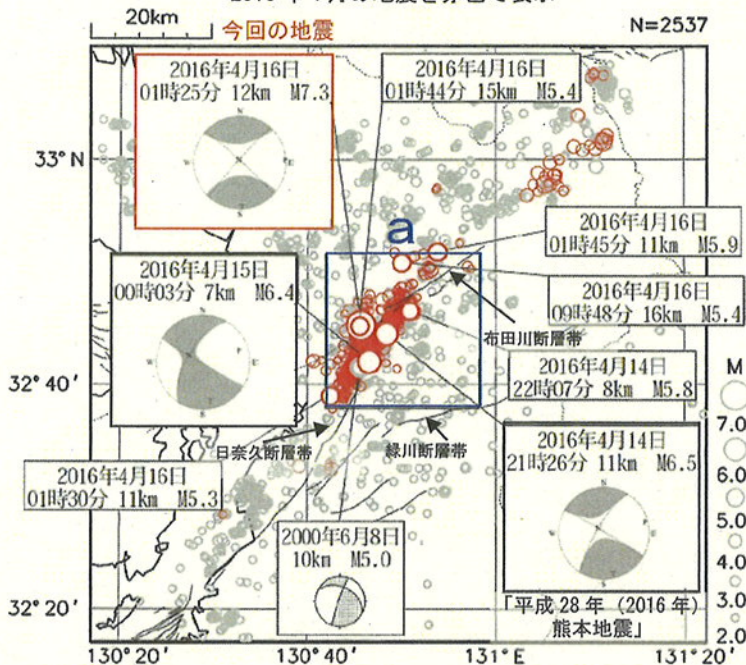 20km
今回の地震
N=2537
2016年4月16日
01時25分 12km M7.3
2016年4月16日
01時44分 15km M5.4
33°N
a
2016年4月16日
01時45分 11km M5.9
2016年4月15日
00時03分 7km M6.4
2016年4月16日
09時48分 16km M5.4
布田川断層帯
32°40'
2016年4月14日
22時07分 8km M5.8
M
7.0
6.0
5.0
4.0
3.0
2.0
日奈久断層帯
緑川断層帯
2016年4月14日
21時26分 11km M6.5
2016年4月16日
01時30分 11km M5.3
2000年6月8日
10km M5.0
「平成28年(2016年)
熊本地震」
32°20'
130°20'
130°40'
131°E
131°20'